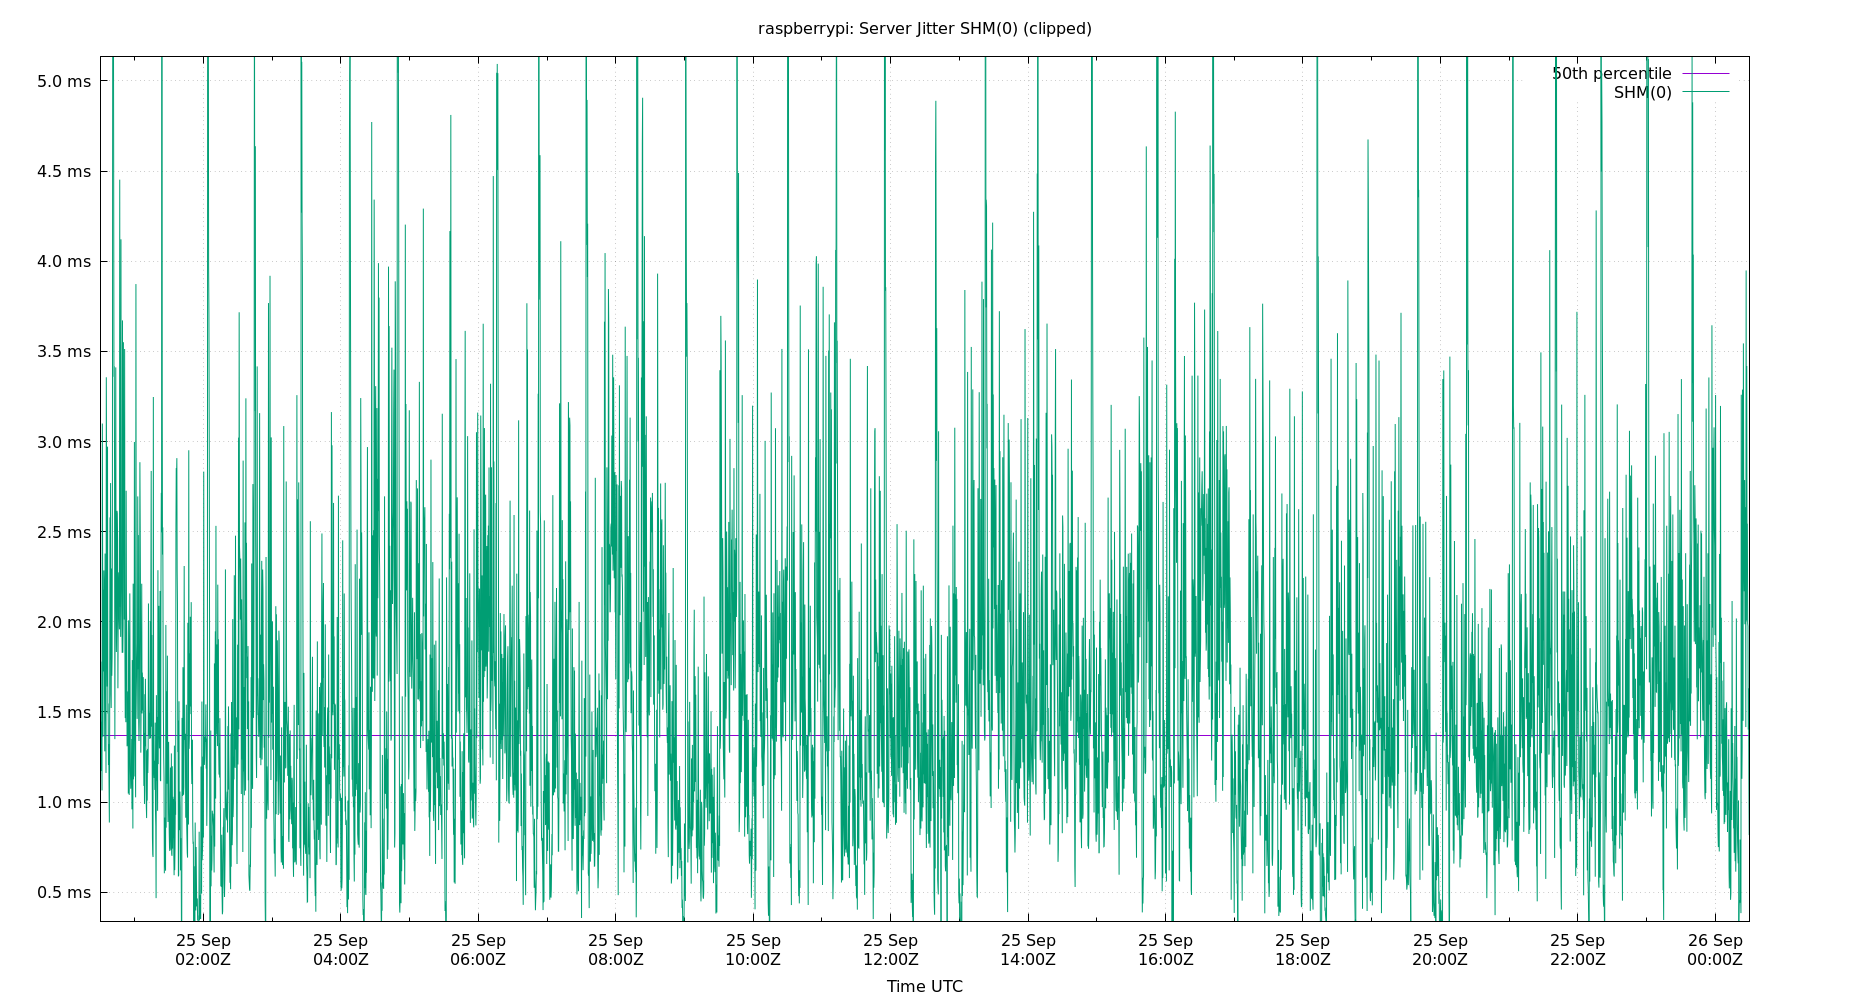 raspberrypi: Server Jitter SHM(0) (clipped)
50th percentile
SHM(0)
5.0 ms
4.5 ms
4.0 ms
3.5 ms
3.0 ms
2.5 ms
2.0 ms
1.5 ms
1.0 ms
0.5 ms
25 Sep 25 Sep 25 Sep 25 Sep 25 Sep 25 Sep 25 Sep 25 Sep 25 Sep 25 Sep 25 Sep 26 Sep
02:00Z 04:00Z 06:00Z 08:00Z 10:00Z 12:00Z 14:00Z 16:00Z 18:00Z 20:00Z 22:00Z 00:00Z
Time UTC